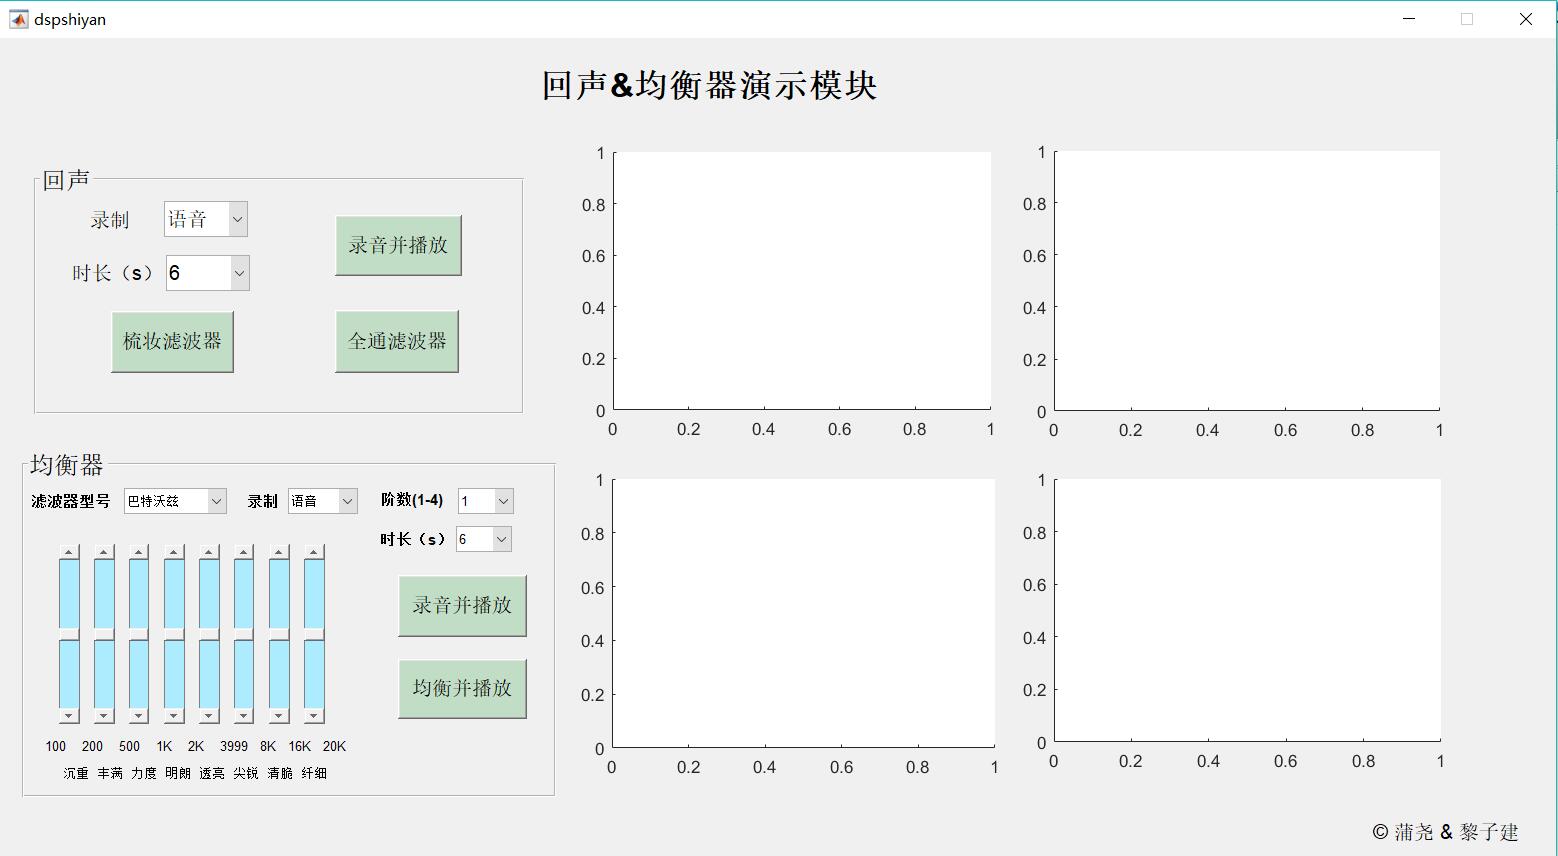 dspshiyan
回声&均衡器演示模块
回声
录制 语音
录音并播放
时长（s） 6
梳妆滤波器 全通滤波器
均衡器
滤波器型号 巴特沃兹 录制 语音 阶数(1-4) 1
时长（s） 6
录音并播放
均衡并播放
100 200 500 1K 2K 3999 8K 16K 20K
沉重 丰满 力度 明朗 透亮 尖锐 清脆 纤细
1
0.8
0.6
0.4
0.2
0
0 0.2 0.4 0.6 0.8 1
1
0.8
0.6
0.4
0.2
0
0 0.2 0.4 0.6 0.8 1
1
0.8
0.6
0.4
0.2
0
0 0.2 0.4 0.6 0.8 1
1
0.8
0.6
0.4
0.2
0
0 0.2 0.4 0.6 0.8 1
© 蒲尧 & 黎子建